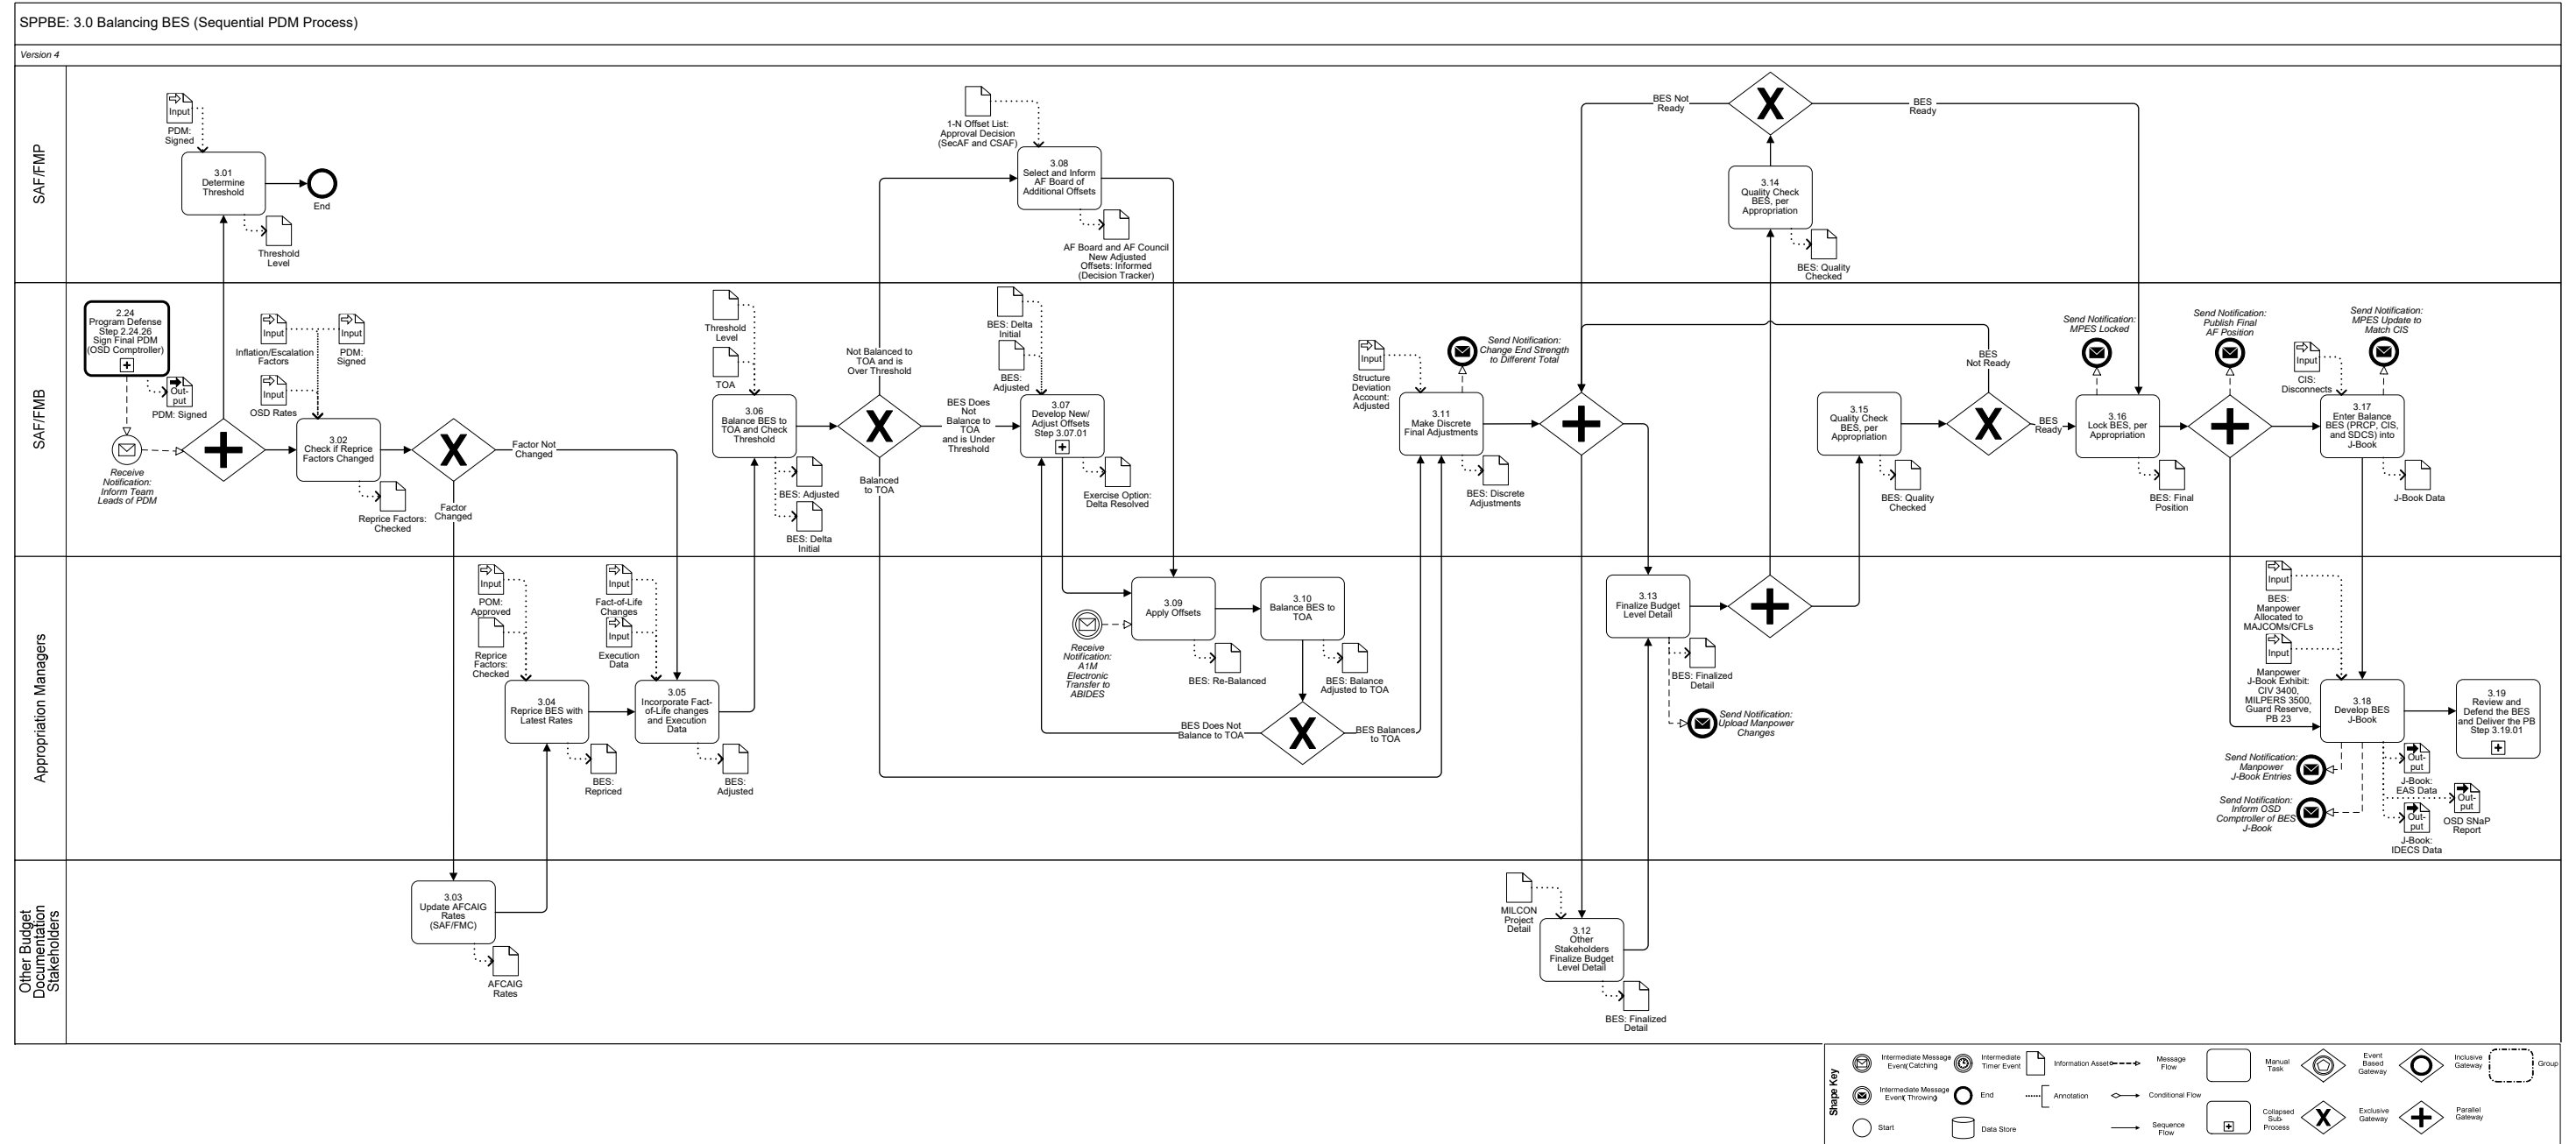 SPPBE: 3.0 Balancing BES (Sequential PDM Process)
Version 4
SAF/FMP
Input
PDM:
Signed
3.01
Determine
Threshold
End
Threshold
Level
1-N Offset List:
Approval Decision
(SecAF and CSAF)
3.08
Select and Inform
AF Board of
Additional Offsets
AF Board and AF Council
New Adjusted
Offsets: Informed
(Decision Tracker)
BES Not
Ready
X
BES
Ready
3.14
Quality Check
BES, per
Appropriation
BES: Quality
Checked
SAF/FMB
2.24
Program Defense
Step 2.24.26
Sign Final PDM
(OSD Comptroller)
Out-
put
PDM: Signed
Receive
Notification:
Inform Team
Leads of PDM
Input
Inflation/Escalation
Factors
Input
PDM:
Signed
Input
OSD Rates
3.02
Check if Reprice
Factors Changed
Reprice Factors:
Checked
X
Factor Not
Changed
Factor
Changed
Threshold
Level
TOA
3.06
Balance BES to
TOA and Check
Threshold
BES: Adjusted
BES: Delta
Initial
Not Balanced to
TOA and is
Over Threshold
X
BES Does
Not
Balance to
TOA
and is Under
Threshold
Balanced
to TOA
BES: Delta
Initial
BES:
Adjusted
3.07
Develop New/
Adjust Offsets
Step 3.07.01
Exercise Option:
Delta Resolved
Input
Structure
Deviation
Account:
Adjusted
Send Notification:
Change End Strength
to Different Total
3.11
Make Discrete
Final Adjustments
BES: Discrete
Adjustments
3.15
Quality Check
BES, per
Appropriation
BES: Quality
Checked
BES
Not Ready
X
BES
Ready
Send Notification:
MPES Locked
3.16
Lock BES, per
Appropriation
BES: Final
Position
Send Notification:
Publish Final
AF Position
Send Notification:
MPES Update to
Match CIS
Input
CIS:
Disconnects
3.17
Enter Balance
BES (PRCP, CIS,
and SDCS) into
J-Book
J-Book Data
Appropriation Managers
Input
POM:
Approved
Reprice
Factors:
Checked
3.04
Reprice BES with
Latest Rates
BES:
Repriced
Input
Fact-of-Life
Changes
Input
Execution
Data
3.05
Incorporate Fact-
of-Life changes
and Execution
Data
BES:
Adjusted
Receive
Notification:
A1M
Electronic
Transfer to
ABIDES
3.09
Apply Offsets
BES: Re-Balanced
3.10
Balance BES to
TOA
BES: Balance
Adjusted to TOA
BES Does Not
Balance to TOA
X
BES Balances
to TOA
3.13
Finalize Budget
Level Detail
BES: Finalized
Detail
Send Notification:
Upload Manpower
Changes
Input
BES:
Manpower
Allocated to
MAJCOMs/CFLs
Input
Manpower
J-Book Exhibit:
CIV 3400,
MILPERS 3500,
Guard Reserve,
PB 23
3.18
Develop BES
J-Book
3.19
Review and
Defend the BES
and Deliver the PB
Step 3.19.01
Send Notification:
Manpower
J-Book Entries
Send Notification:
Inform OSD
Comptroller of BES
J-Book
Out-
put
J-Book:
EAS Data
Out-
put
OSD SNaP
Report
Out-
put
J-Book:
IDECS Data
Other Budget
Documentation
Stakeholders
3.03
Update AFCAIG
Rates
(SAF/FMC)
AFCAIG
Rates
MILCON
Project
Detail
3.12
Other
Stakeholders
Finalize Budget
Level Detail
BES: Finalized
Detail
Shape Key
Intermediate Message
Event(Catching)
Intermediate
Timer Event
Information Asset
Message
Flow
Manual
Task
Event
Based
Gateway
Inclusive
Gateway
Group
Intermediate Message
Event( Throwing)
End
Annotation
Conditional Flow
Start
Data Store
Sequence
Flow
Collapsed
Sub-
Process
X
Exclusive
Gateway
Parallel
Gateway